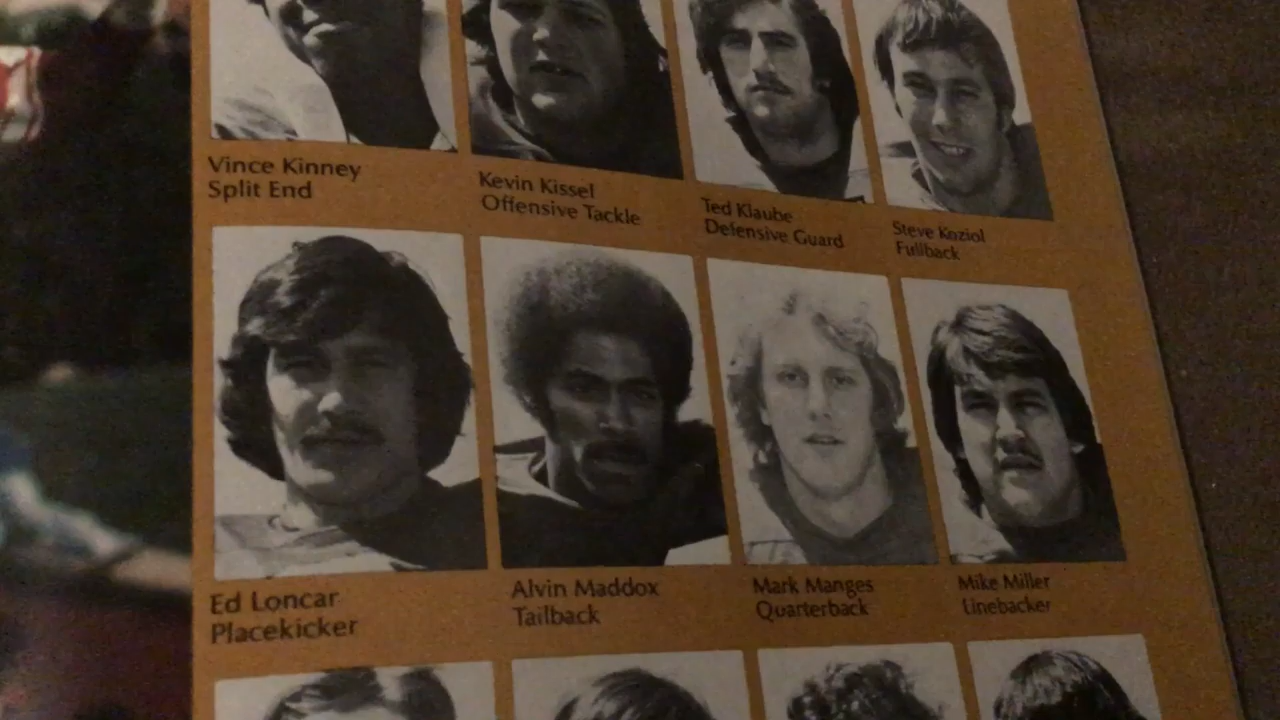 Vince Kinney
Split End
Kevin Kissel
Offensive Tackle
Ted Klaube
Defensive Guard
Steve Koziol
Fullback
Ed Loncar
Placekicker
Alvin Maddox
Tailback
Mark Manges
Quarterback
Mike Miller
Linebacker